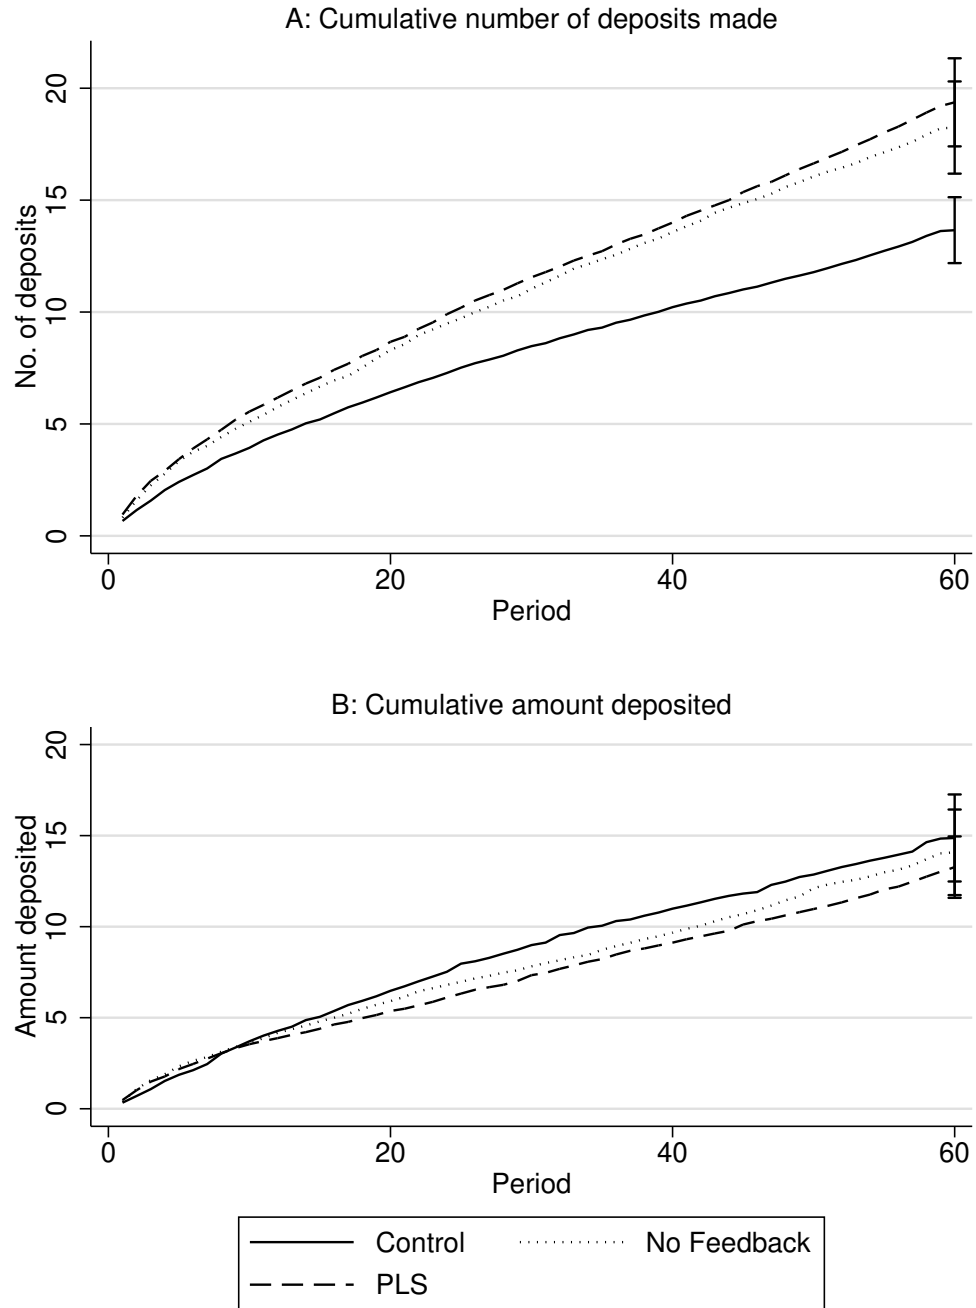 A: Cumulative number of deposits made
No. of deposits
20
15
10
5
0
0 20 40 60
Period
B: Cumulative amount deposited
Amount deposited
20
15
10
5
0
0 20 40 60
Period
Control No Feedback
PLS